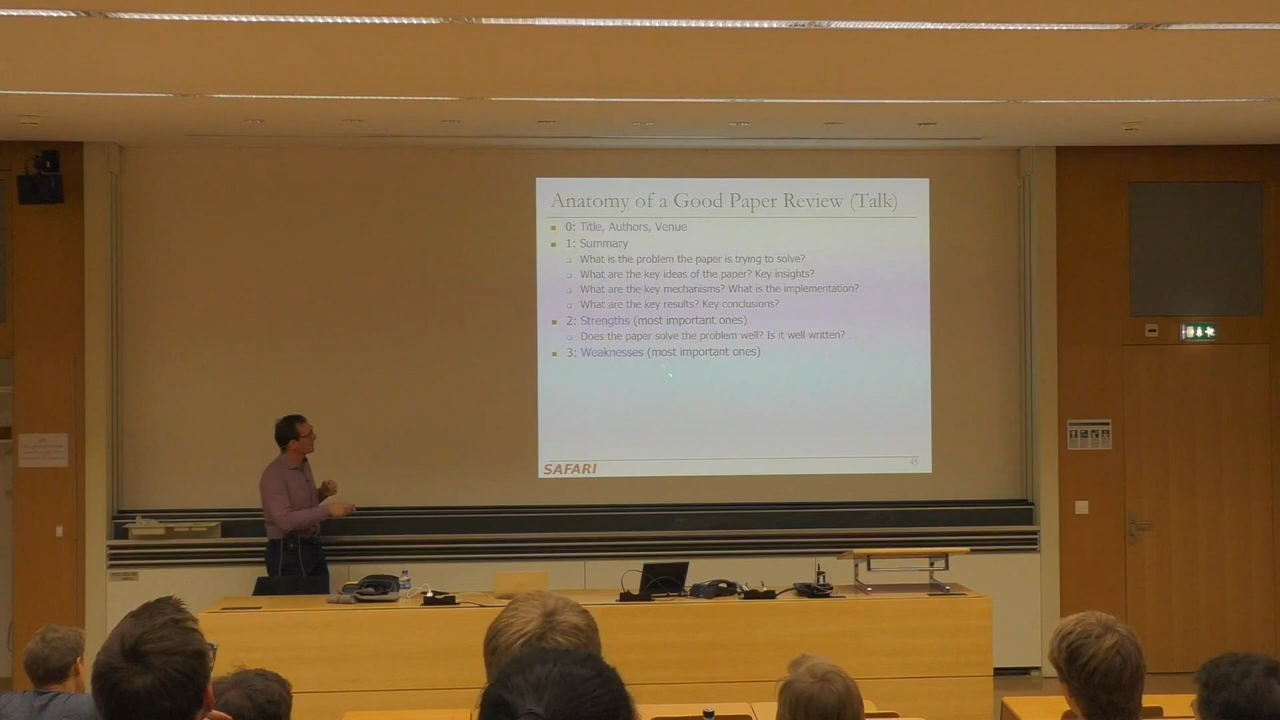 Anatomy of a Good Paper Review (Talk)
0: Title, Authors, Venue
1: Summary
What is the problem the paper is trying to solve?
What are the key ideas of the paper? Key insights?
What are the key mechanisms? What is the implementation?
What are the key results? Key conclusions?
2: Strengths (most important ones)
Does the paper solve the problem well? Is it well written? ...
3: Weaknesses (most important ones)
SAFARI
45